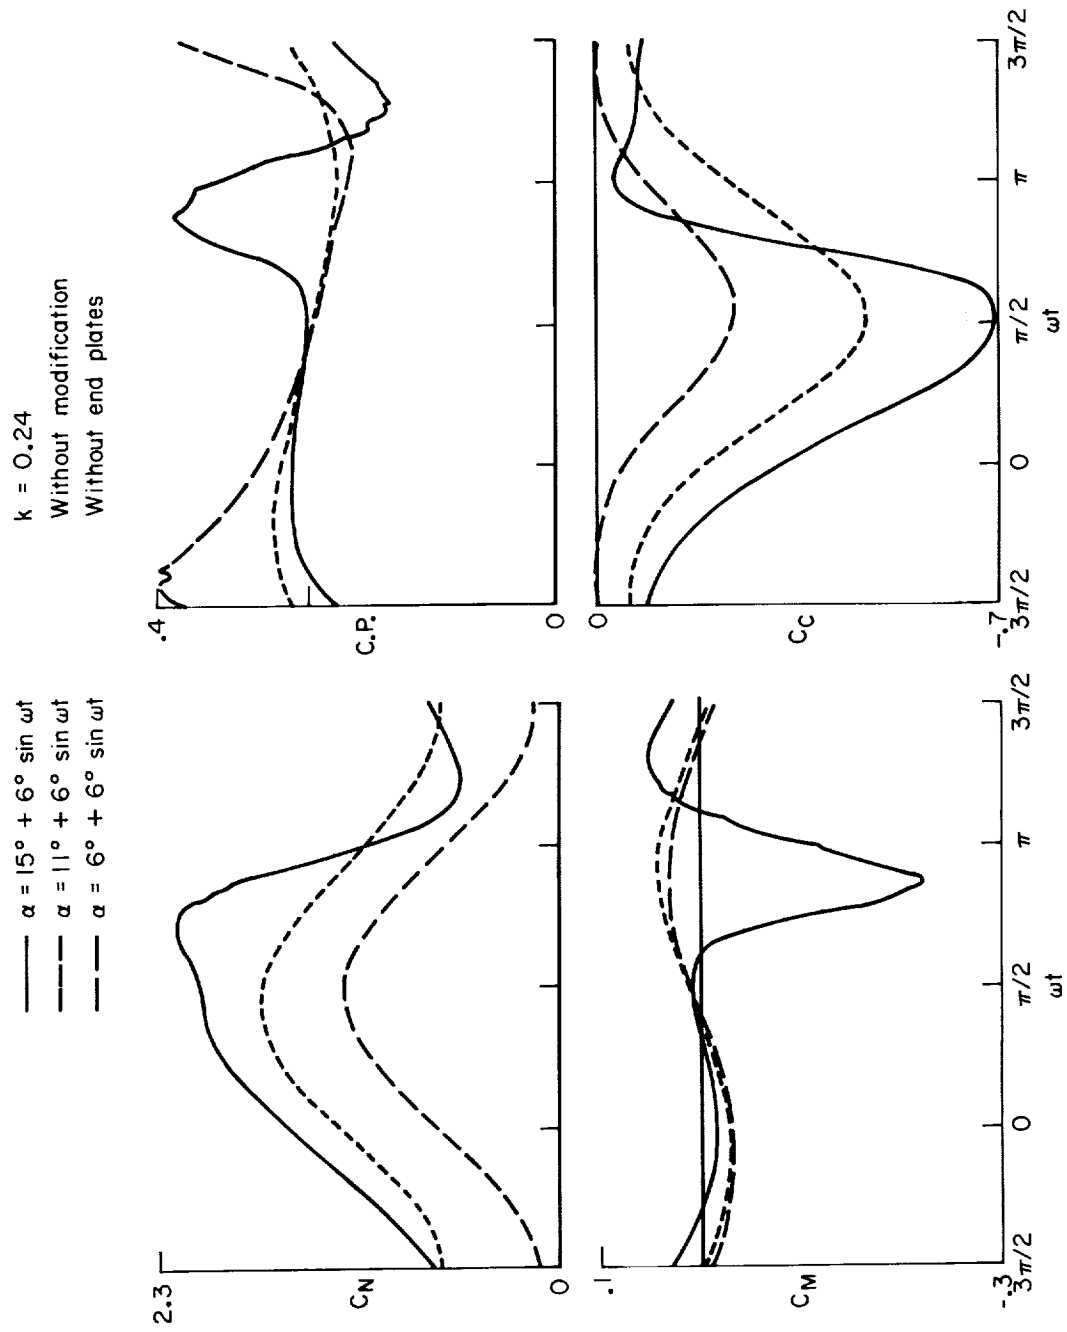 α = 15° + 6° sin ωt
α = 11° + 6° sin ωt
α = 6° + 6° sin ωt
k = 0.24
Without modification
Without end plates
2.3
C_N
0
.4
C.P.
0
.1
C_M
-.3
3π/2
0
π/2
π
3π/2
ωt
0
C_C
-.7
3π/2
0
π/2
π
3π/2
ωt